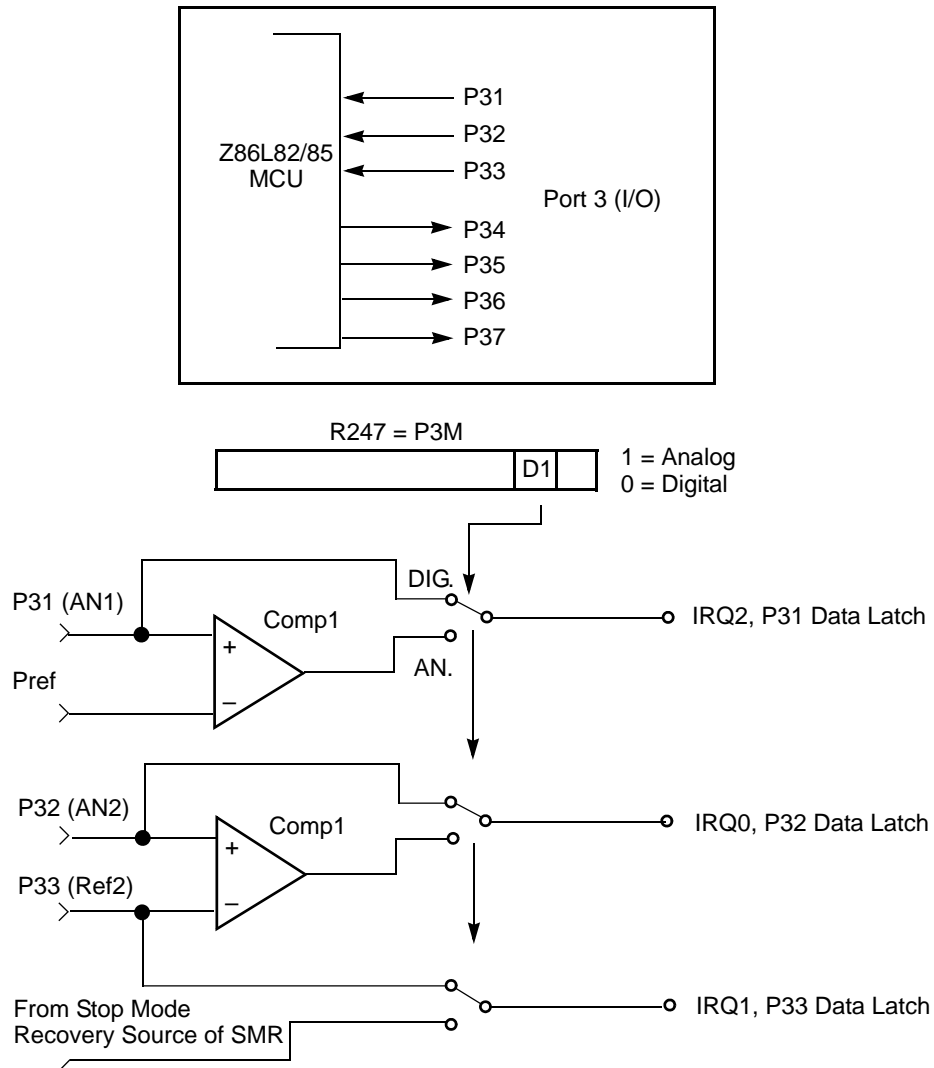 P31
P32
Z86L82/85
MCU
P33
Port 3 (I/O)
P34
P35
P36
P37
R247 = P3M
D1
1 = Analog
0 = Digital
DIG.
P31 (AN1)
Comp1
IRQ2, P31 Data Latch
+
AN.
Pref
–
P32 (AN2)
Comp1
IRQ0, P32 Data Latch
+
P33 (Ref2)
–
From Stop Mode
Recovery Source of SMR
IRQ1, P33 Data Latch